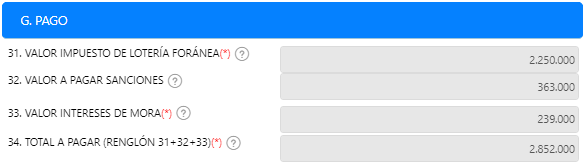 G. PAGO
31. VALOR IMPUESTO DE LOTERÍA FORÁNEA(*) ? 2.250.000
32. VALOR A PAGAR SANCIONES ? 363.000
33. VALOR INTERESES DE MORA(*) ? 239.000
34. TOTAL A PAGAR (RENGLÓN 31+32+33)(*) ? 2.852.000